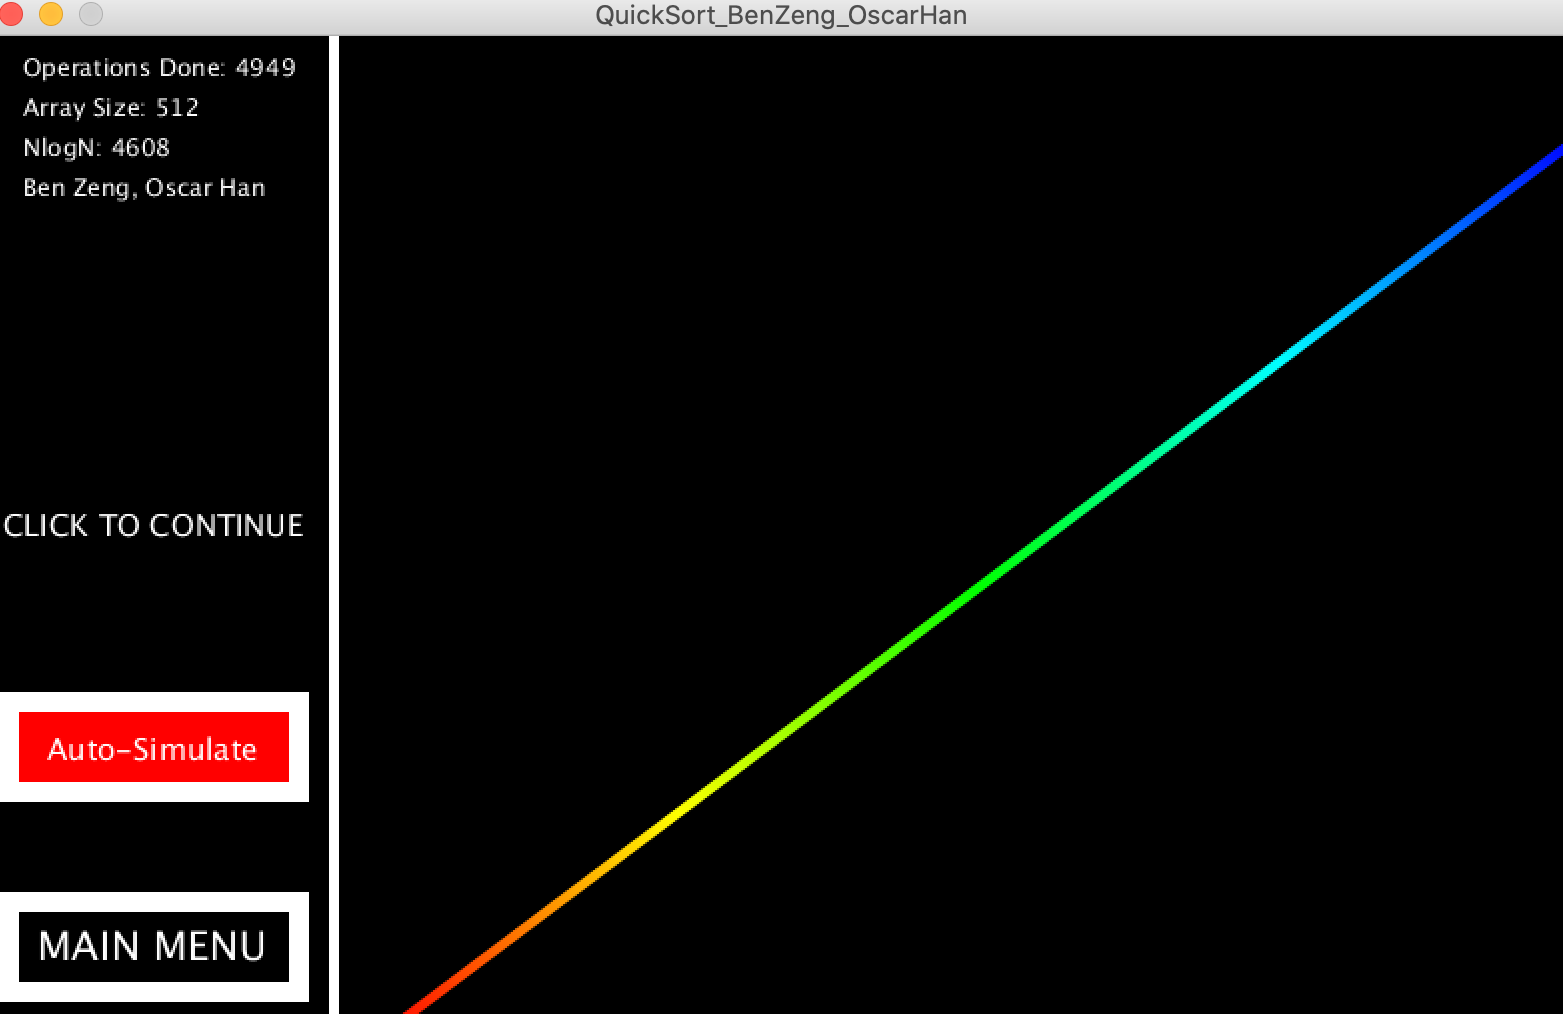 QuickSort_BenZeng_OscarHan
Operations Done: 4949
Array Size: 512
NlogN: 4608
Ben Zeng, Oscar Han
CLICK TO CONTINUE
Auto-Simulate
MAIN MENU